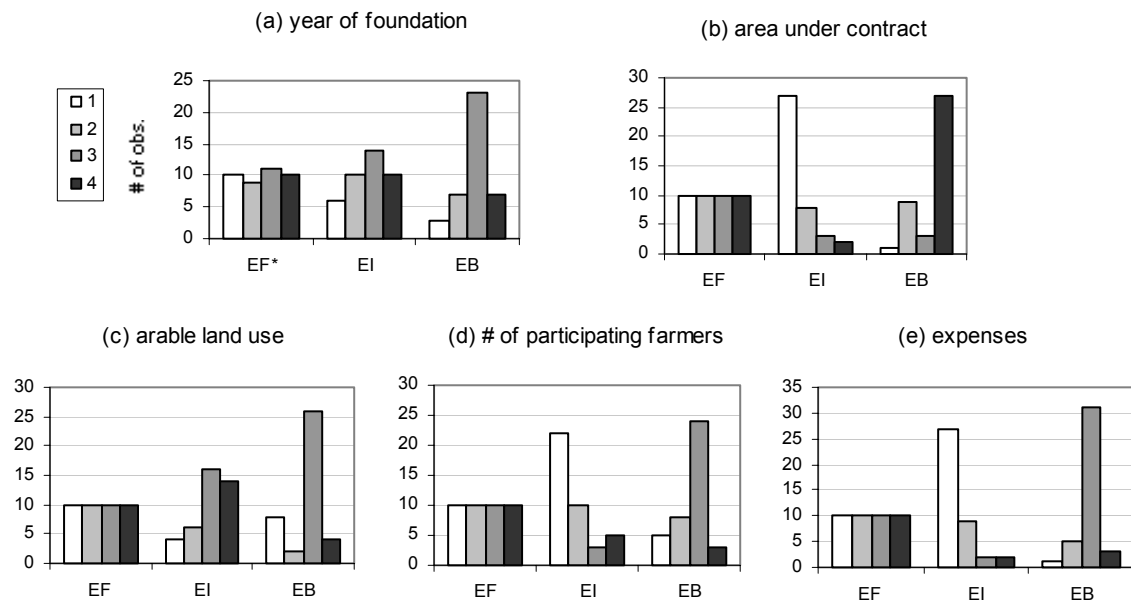 (a) year of foundation
1
2
3
4
# of obs.
25
20
15
10
5
0
EF*
EI
EB
(b) area under contract
30
25
20
15
10
5
0
EF
EI
EB
(c) arable land use
30
25
20
15
10
5
0
EF
EI
EB
(d) # of participating farmers
30
25
20
15
10
5
0
EF
EI
EB
(e) expenses
35
30
25
20
15
10
5
0
EF
EI
EB